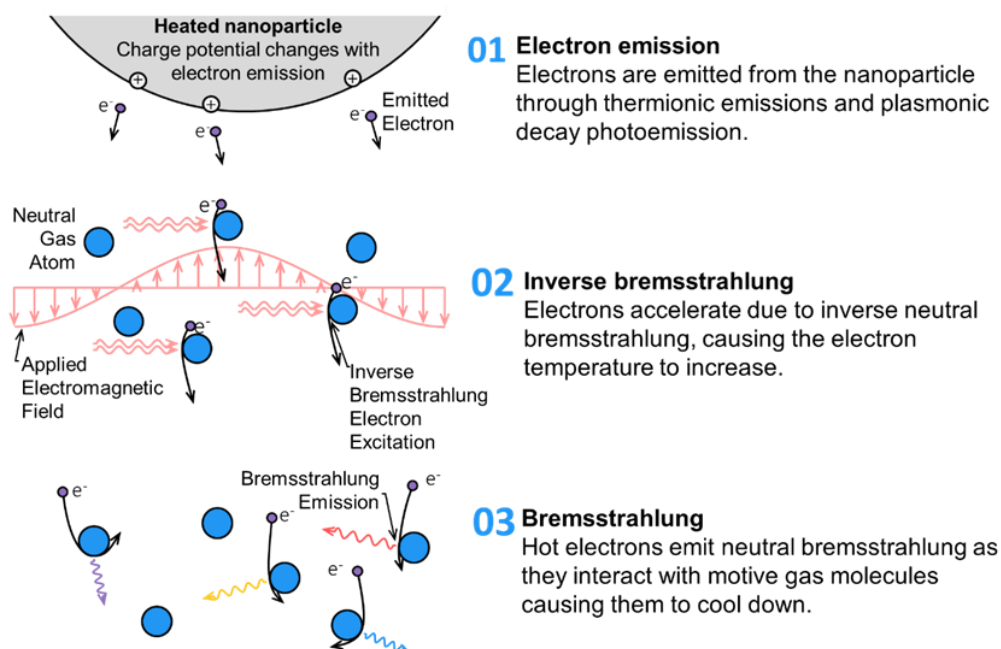 Heated nanoparticle
Charge potential changes with
electron emission
+
+
+
e-
e-
e-
Emitted
Electron
01 Electron emission
Electrons are emitted from the nanoparticle
through thermionic emissions and plasmonic
decay photoemission.
Neutral
Gas
Atom
e-
e-
e-
Applied
Electromagnetic
Field
Inverse
Bremsstrahlung
Electron
Excitation
02 Inverse bremsstrahlung
Electrons accelerate due to inverse neutral
bremsstrahlung, causing the electron
temperature to increase.
Bremsstrahlung
Emission
e-
e-
e-
e-
03 Bremsstrahlung
Hot electrons emit neutral bremsstrahlung as
they interact with motive gas molecules
causing them to cool down.